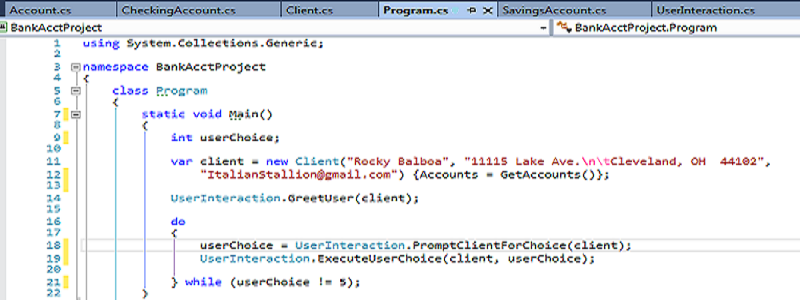 Account.cs CheckingAccount.cs Client.cs Program.cs SavingsAccount.cs UserInteraction.cs
BankAcctProject BankAcctProject.Program
1 using System.Collections.Generic;
2
3 namespace BankAcctProject
4 {
5 class Program
6 {
7 static void Main()
8 {
9 int userChoice;
10
11 var client = new Client("Rocky Balboa", "11115 Lake Ave.\n\tCleveland, OH  44102",
12 "ItalianStallion@gmail.com") {Accounts = GetAccounts()};
13
14 UserInteraction.GreetUser(client);
15
16 do
17 {
18 userChoice = UserInteraction.PromptClientForChoice(client);
19 UserInteraction.ExecuteUserChoice(client, userChoice);
20
21 } while (userChoice != 5);
22 }